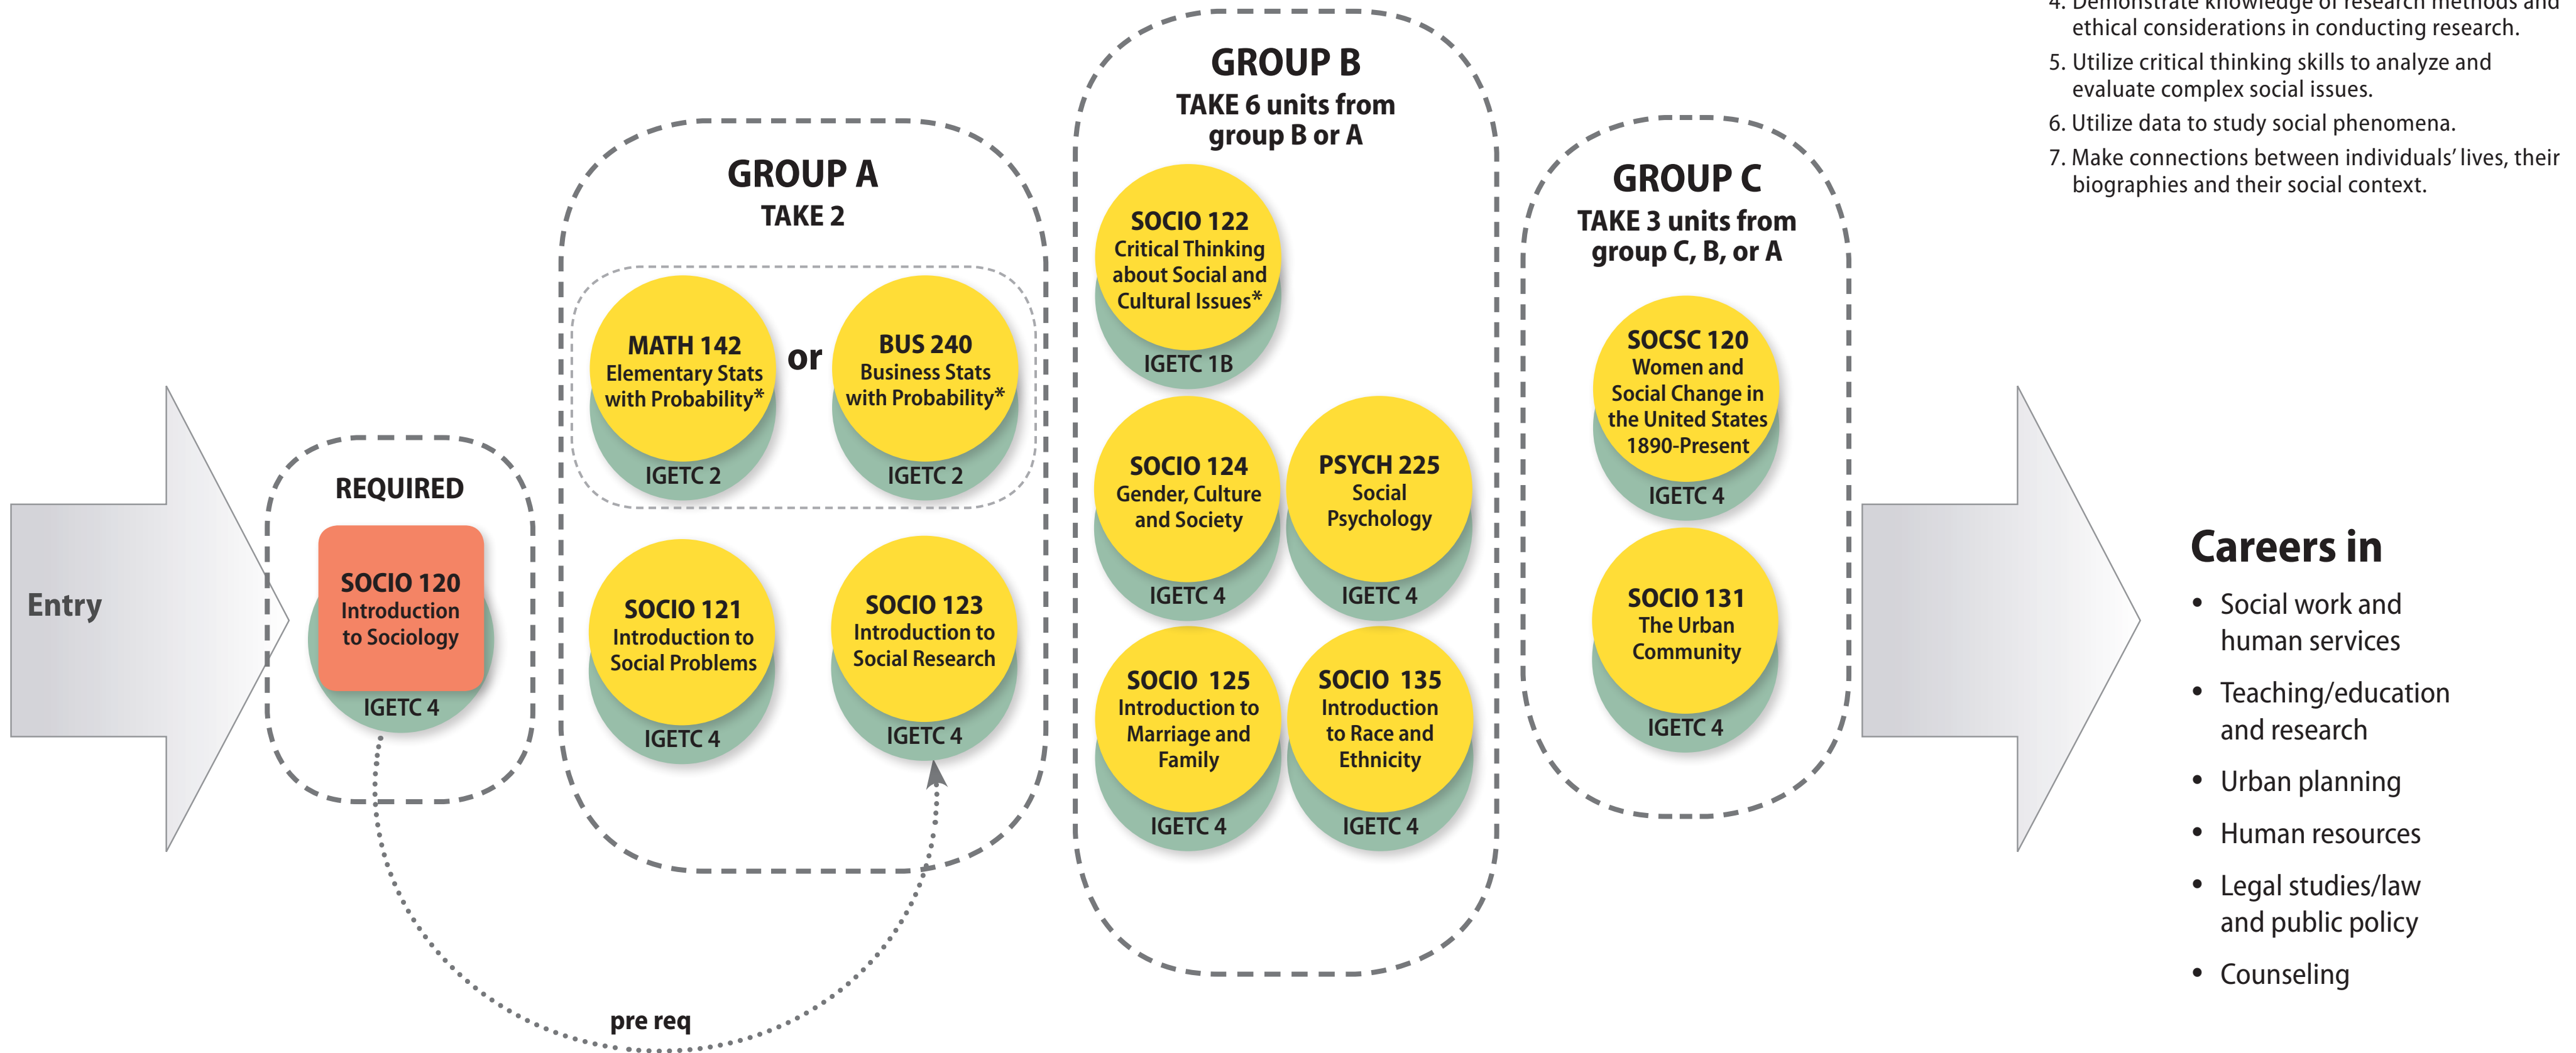 4. Demonstrate knowledge of research methods and
ethical considerations in conducting research.
5. Utilize critical thinking skills to analyze and
evaluate complex social issues.
6. Utilize data to study social phenomena.
7. Make connections between individuals' lives, their
biographies and their social context.
Entry
REQUIRED
SOCIO 120
Introduction
to Sociology
IGETC 4
pre req
GROUP A
TAKE 2
MATH 142
Elementary Stats
with Probability*
IGETC 2
or
BUS 240
Business Stats
with Probability*
IGETC 2
SOCIO 121
Introduction to
Social Problems
IGETC 4
SOCIO 123
Introduction to
Social Research
IGETC 4
GROUP B
TAKE 6 units from
group B or A
SOCIO 122
Critical Thinking
about Social and
Cultural Issues*
IGETC 1B
SOCIO 124
Gender, Culture
and Society
IGETC 4
PSYCH 225
Social
Psychology
IGETC 4
SOCIO 125
Introduction to
Marriage and
Family
IGETC 4
SOCIO 135
Introduction
to Race and
Ethnicity
IGETC 4
GROUP C
TAKE 3 units from
group C, B, or A
SOCSC 120
Women and
Social Change in
the United States
1890-Present
IGETC 4
SOCIO 131
The Urban
Community
IGETC 4
Careers in
• Social work and
human services
• Teaching/education
and research
• Urban planning
• Human resources
• Legal studies/law
and public policy
• Counseling